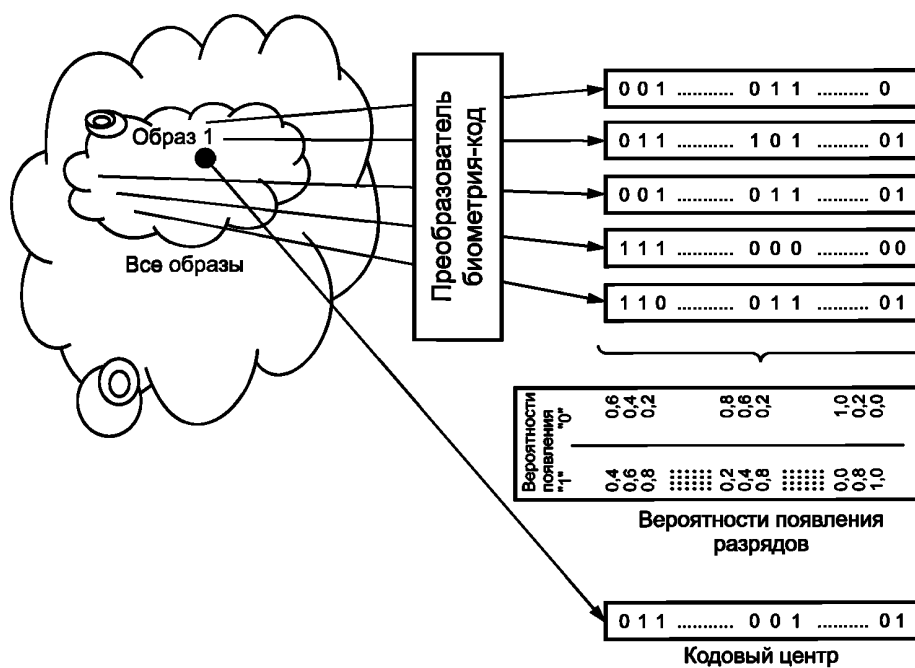 Образ 1
Все образы
Преобразователь
биометрия-код
0 0 1 .......... 0 1 1 ......... 0
0 1 1 .......... 1 0 1 ......... 0 1
0 0 1 .......... 0 1 1 ......... 0 1
1 1 1 .......... 0 0 0 ......... 0 0
1 1 0 .......... 0 1 1 ......... 0 1
Вероятности
появления
"1" "0"
0,6 0,4 0,2 0,8 0,6 0,2 1,0 0,2 0,0
0,4 0,6 0,8 0,2 0,4 0,8 0,0 0,8 1,0
Вероятности появления
разрядов
0 1 1 .......... 0 0 1 ......... 0 1
Кодовый центр